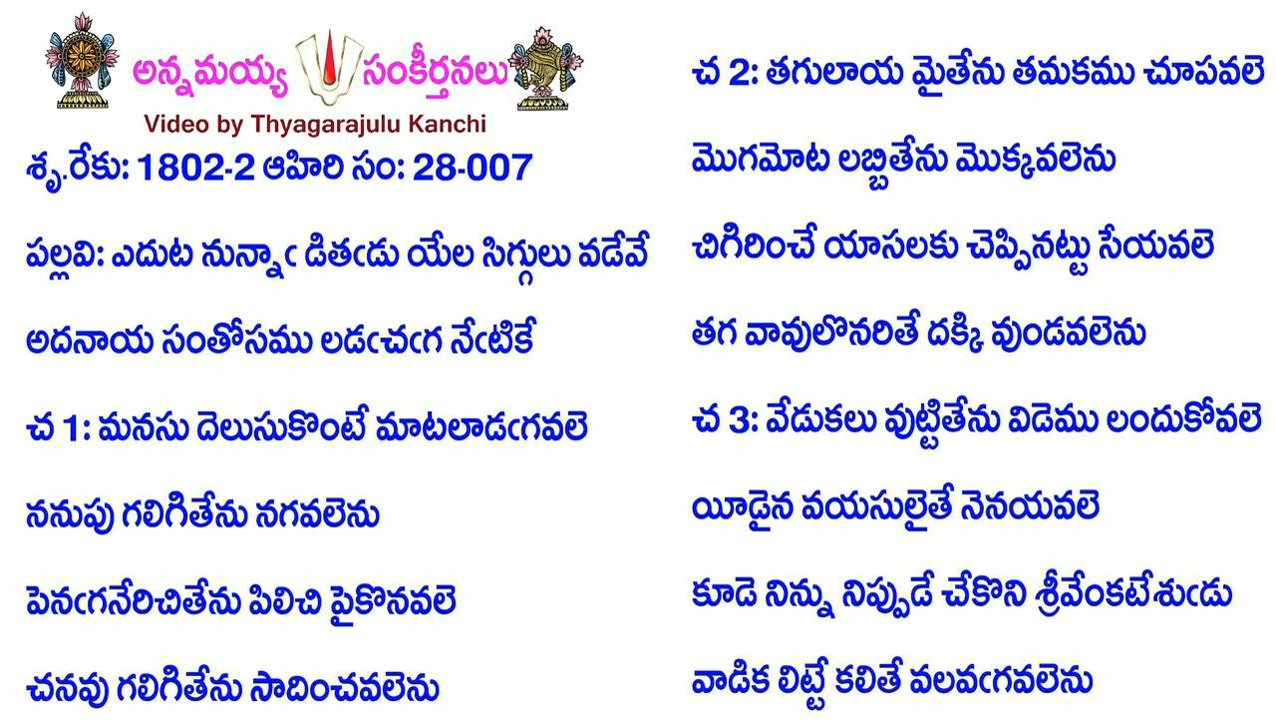 అన్నమయ్య సంకీర్తనలు
Video by Thyagarajulu Kanchi
శృ.రేకు: 1802-2 ఆహిరి సం: 28-007
పల్లవి: ఎదుట నున్నాఁ డితఁడు యేల సిగ్గులు వడేవే
అదనాయ సంతోసము లడఁచఁగ నేఁటికే
చ 1: మనసు దెలుసుకొంటే మాటలాడఁగవలె
ననుపు గలిగితేను నగవలెను
పెనఁగనేరిచితేను పిలిచి పైకొనవలె
చనవు గలిగితేను సాదించవలెను
చ 2: తగులాయ మైతేను తమకము చూపవలె
మొగమోట లబ్బితేను మొక్కవలెను
చిగిరించే యాసలకు చెప్పినట్టు సేయవలె
తగ వావులొనరితే దక్కి వుండవలెను
చ 3: వేడుకలు వుట్టితేను విడెము లందుకోవలె
యీడైన వయసులైతే నెనయవలె
కూడె నిన్ను నిప్పుడే చేకొని శ్రీవేంకటేశుఁడు
వాడిక లిట్టే కలితే వలవఁగవలెను